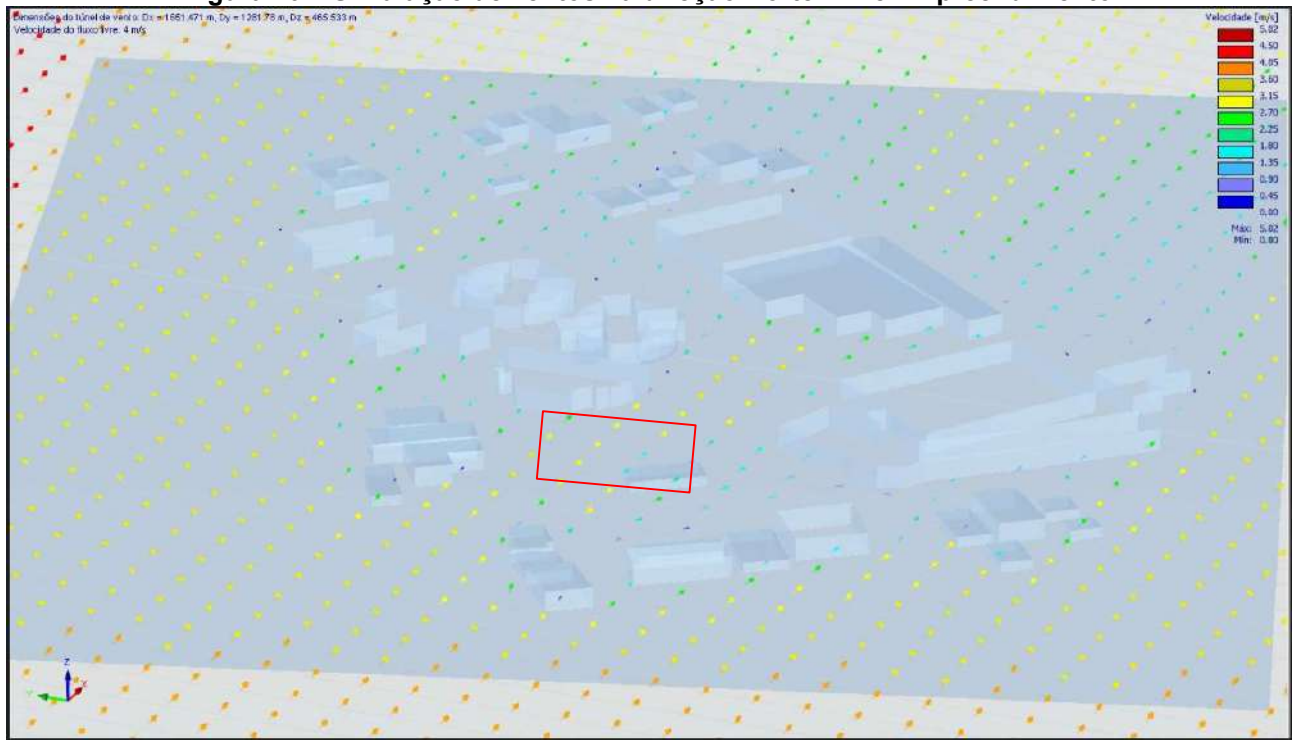 Dimensões do túnel de vento: Dx = 1661.471 m, Dy = 1261.78 m, Dz = 465.533 m
Velocidade do fluxo livre: 4 m/s
Velocidade [m/s]
5,02
4,50
4,05
3,60
3,15
2,70
2,25
1,80
1,35
0,90
0,45
0,00
Máx: 5,02
Mín: 0,00
Z
Y
X